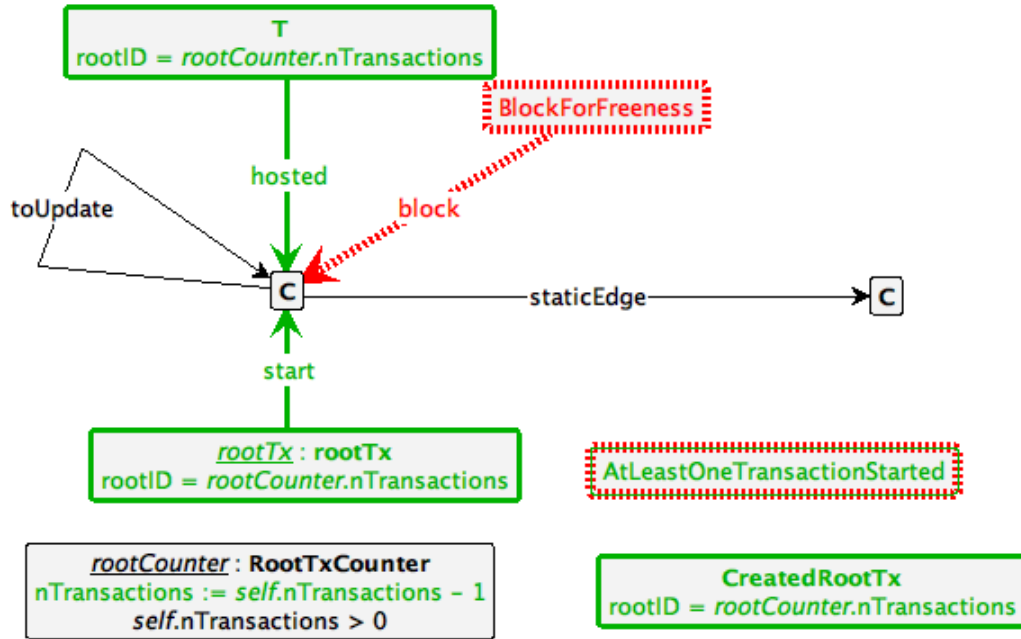 T
rootID = rootCounter.nTransactions
BlockForFreeness
hosted
toUpdate
block
C
staticEdge
C
start
rootTx : rootTx
rootID = rootCounter.nTransactions
AtLeastOneTransactionStarted
rootCounter : RootTxCounter
nTransactions := self.nTransactions - 1
self.nTransactions > 0
CreatedRootTx
rootID = rootCounter.nTransactions